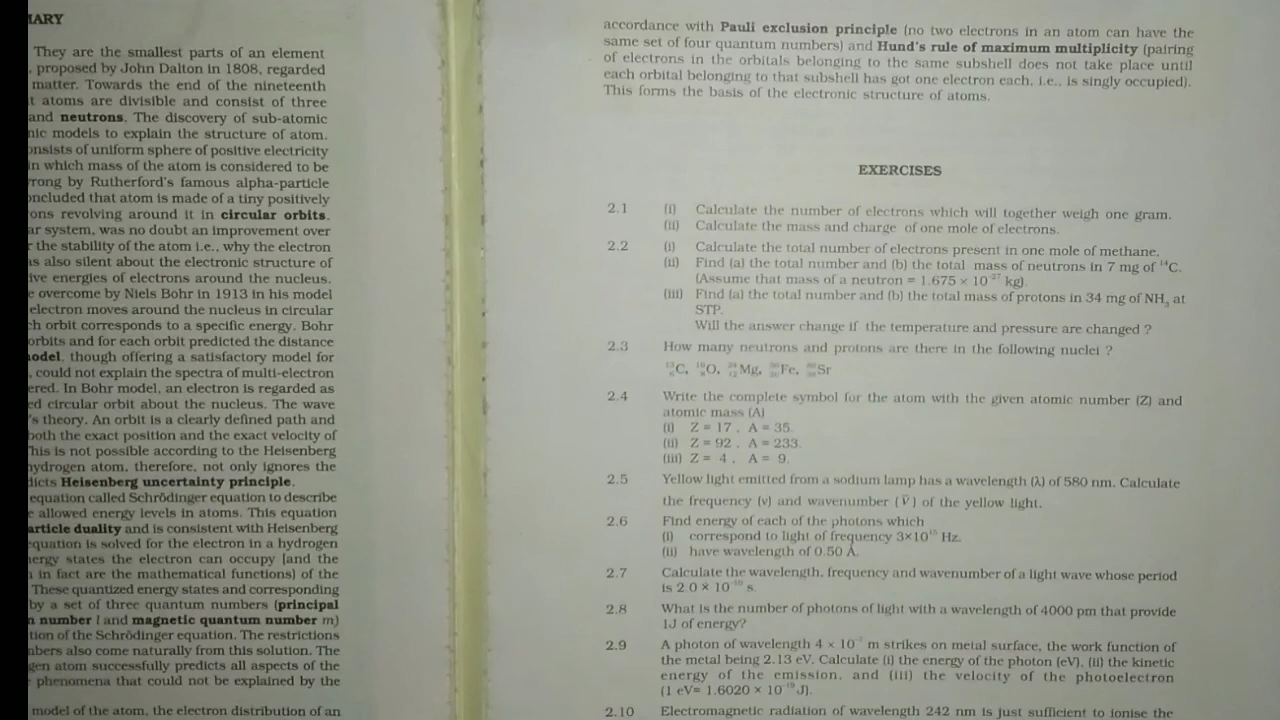 MARY
They are the smallest parts of an element
, proposed by John Dalton in 1808, regarded
matter. Towards the end of the nineteenth
t atoms are divisible and consist of three
and neutrons. The discovery of sub-atomic
nic models to explain the structure of atom.
onsists of uniform sphere of positive electricity
in which mass of the atom is considered to be
rong by Rutherford's famous alpha-particle
oncluded that atom is made of a tiny positively
ons revolving around it in circular orbits.
ar system, was no doubt an improvement over
r the stability of the atom i.e., why the electron
as also silent about the electronic structure of
ive energies of electrons around the nucleus.
e overcome by Niels Bohr in 1913 in his model
electron moves around the nucleus in circular
ch orbit corresponds to a specific energy. Bohr
orbits and for each orbit predicted the distance
odel, though offering a satisfactory model for
, could not explain the spectra of multi-electron
ered. In Bohr model, an electron is regarded as
ed circular orbit about the nucleus. The wave
's theory. An orbit is a clearly defined path and
both the exact position and the exact velocity of
This is not possible according to the Heisenberg
hydrogen atom, therefore, not only ignores the
dicts Heisenberg uncertainty principle.
equation called Schrödinger equation to describe
e allowed energy levels in atoms. This equation
article duality and is consistent with Heisenberg
equation is solved for the electron in a hydrogen
nergy states the electron can occupy [and the
in fact are the mathematical functions) of the
These quantized energy states and corresponding
by a set of three quantum numbers (principal
n number l and magnetic quantum number m)
tion of the Schrödinger equation. The restrictions
mbers also come naturally from this solution. The
gen atom successfully predicts all aspects of the
phenomena that could not be explained by the
model of the atom, the electron distribution of an
accordance with Pauli exclusion principle (no two electrons in an atom can have the
same set of four quantum numbers) and Hund's rule of maximum multiplicity (pairing
of electrons in the orbitals belonging to the same subshell does not take place until
each orbital belonging to that subshell has got one electron each, i.e., is singly occupied).
This forms the basis of the electronic structure of atoms.
EXERCISES
2.1 (i) Calculate the number of electrons which will together weigh one gram.
(ii) Calculate the mass and charge of one mole of electrons.
2.2 (i) Calculate the total number of electrons present in one mole of methane.
(ii) Find (a) the total number and (b) the total mass of neutrons in 7 mg of ¹⁴C.
(Assume that mass of a neutron = 1.675 × 10⁻²⁷ kg).
(iii) Find (a) the total number and (b) the total mass of protons in 34 mg of NH₃ at
STP.
Will the answer change if the temperature and pressure are changed ?
2.3 How many neutrons and protons are there in the following nuclei ?
¹³₆C, ¹⁶₈O, ²⁴₁₂Mg, Fe, Sr
2.4 Write the complete symbol for the atom with the given atomic number (Z) and
atomic mass (A)
(i) Z = 17 , A = 35.
(ii) Z = 92 , A = 233.
(iii) Z = 4 , A = 9.
2.5 Yellow light emitted from a sodium lamp has a wavelength (λ) of 580 nm. Calculate
the frequency (ν) and wavenumber (ν̄) of the yellow light.
2.6 Find energy of each of the photons which
(i) correspond to light of frequency 3×10¹⁵ Hz.
(ii) have wavelength of 0.50 Å.
2.7 Calculate the wavelength, frequency and wavenumber of a light wave whose period
is 2.0 × 10⁻¹⁰ s.
2.8 What is the number of photons of light with a wavelength of 4000 pm that provide
1J of energy?
2.9 A photon of wavelength 4 × 10⁻⁷ m strikes on metal surface, the work function of
the metal being 2.13 eV. Calculate (i) the energy of the photon (eV), (ii) the kinetic
energy of the emission, and (iii) the velocity of the photoelectron
(1 eV= 1.6020 × 10⁻¹⁹ J).
2.10 Electromagnetic radiation of wavelength 242 nm is just sufficient to ionise the